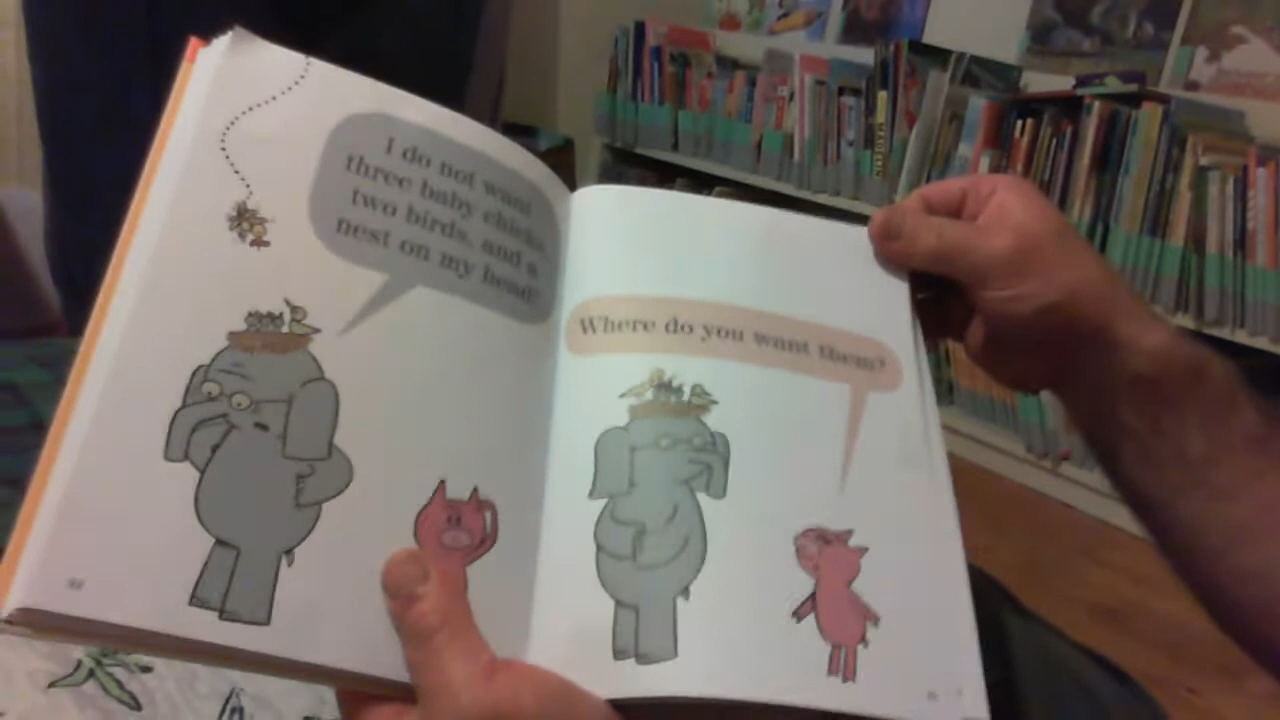 I do not want
three baby chicks,
two birds, and a
nest on my head!
Where do you want them?